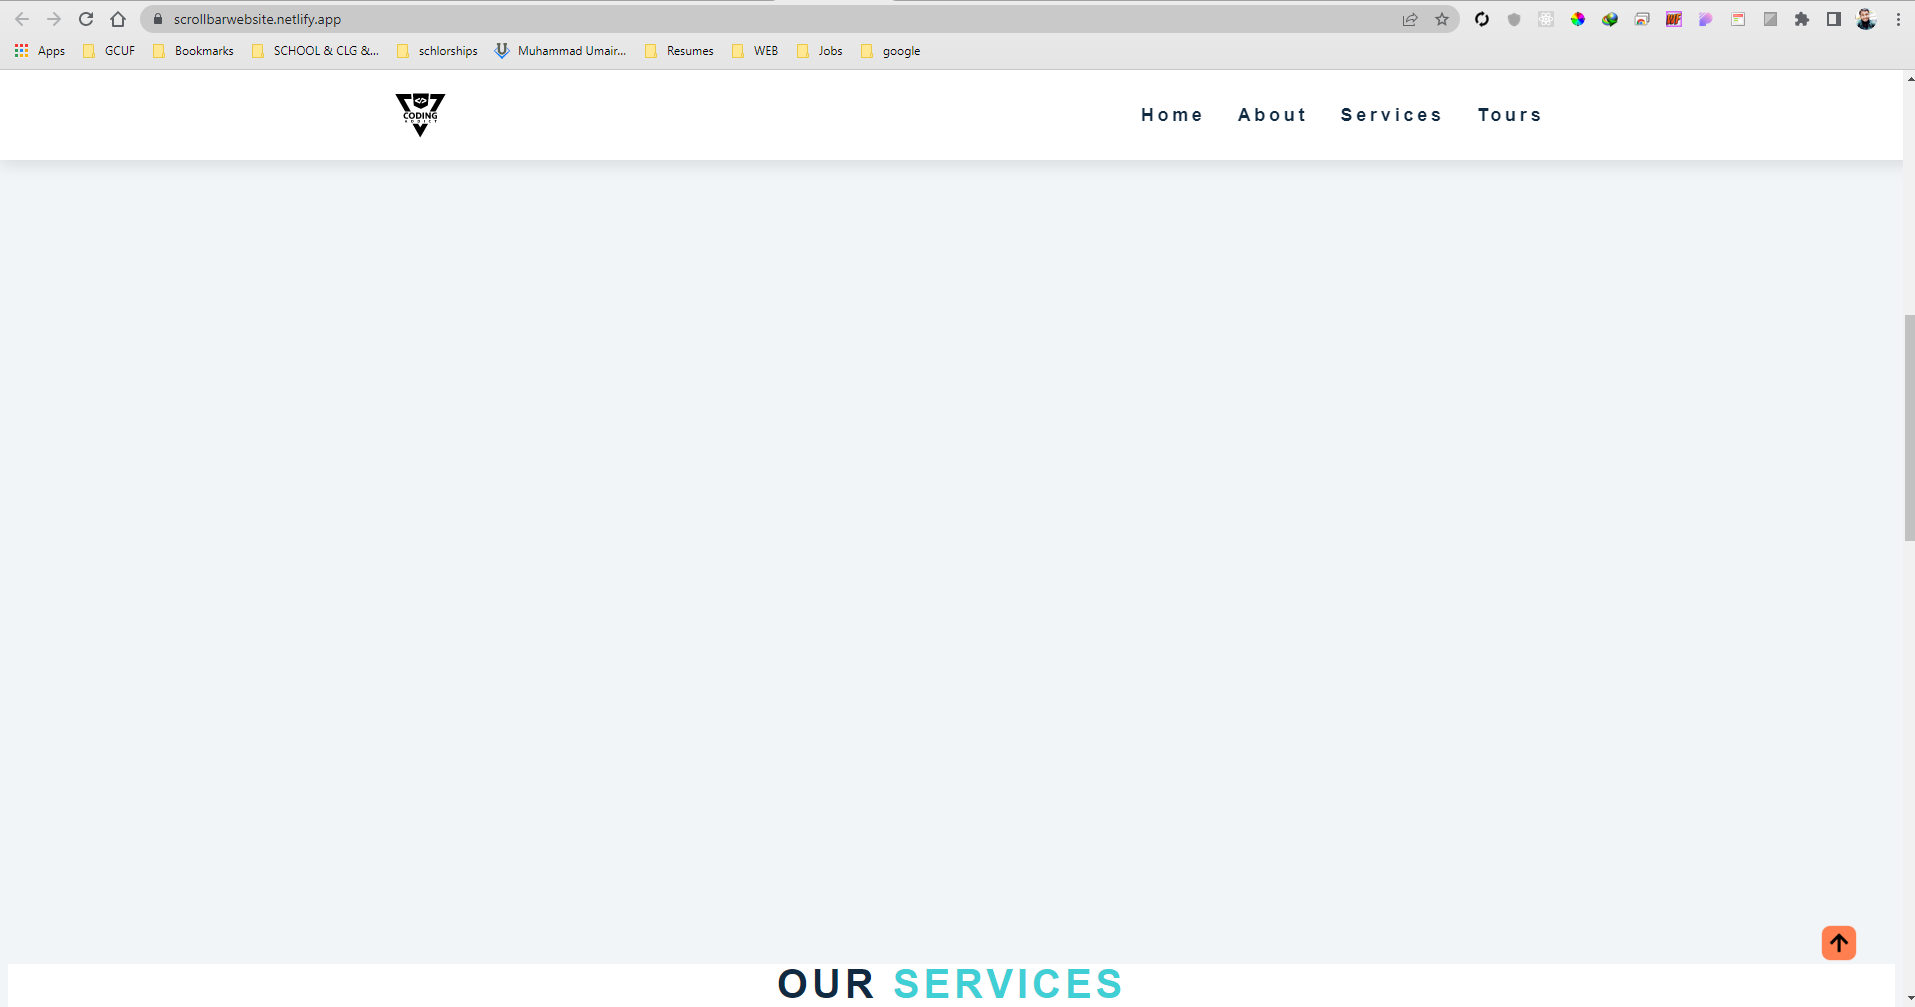 scrollbarwebsite.netlify.app
Apps GCUF Bookmarks SCHOOL & CLG &... schlorships Muhammad Umair... Resumes WEB Jobs google
CODING
ADDICT
Home About Services Tours
OUR SERVICES